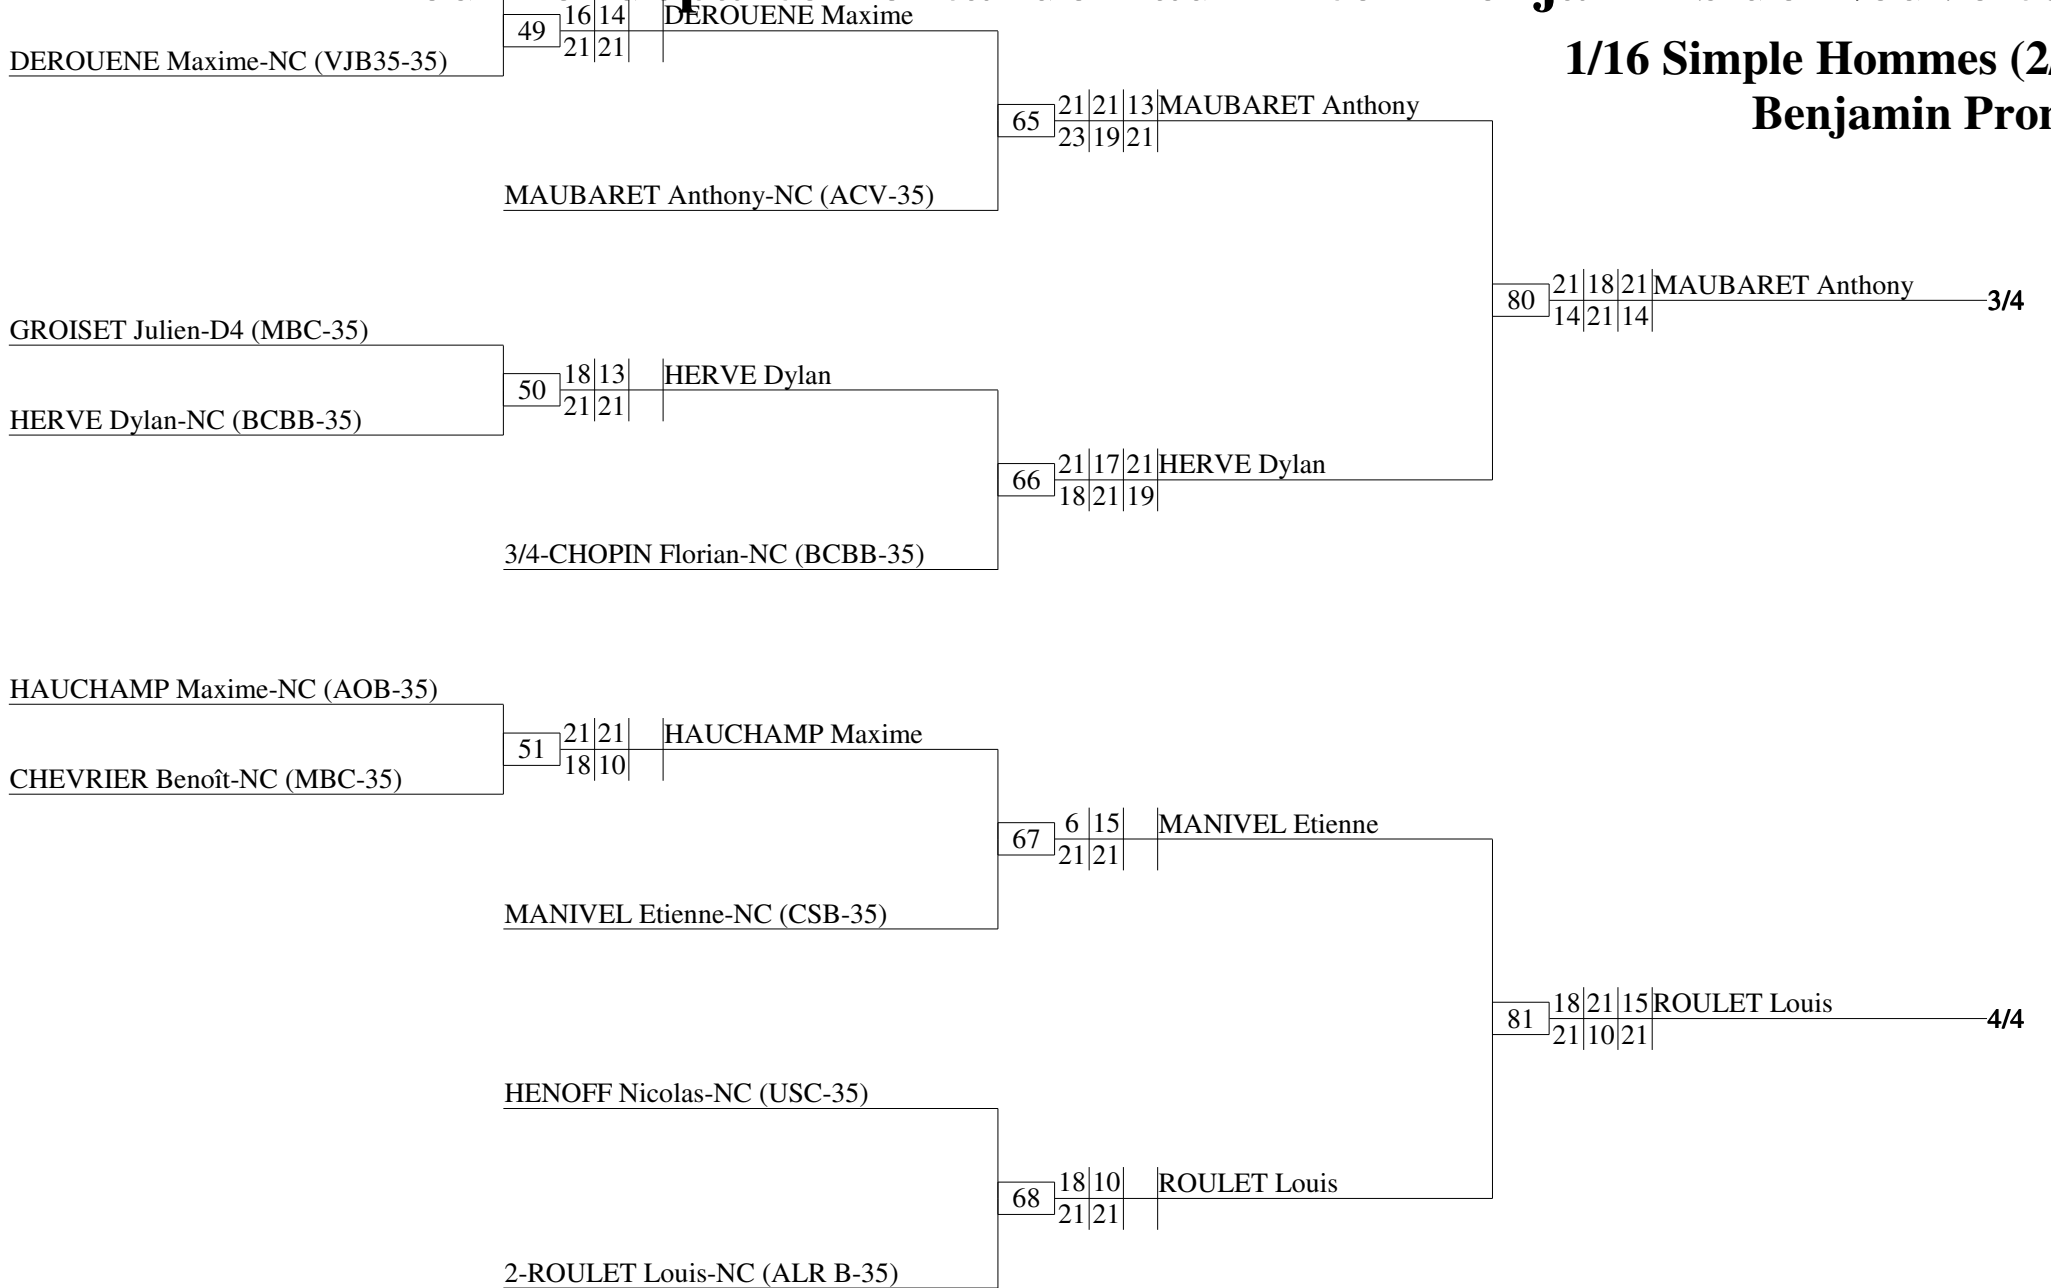 1/16 Simple Hommes (2/
Benjamin Pro
49 16 14 DEROUENE Maxime
21 21
DEROUENE Maxime-NC (VJB35-35)
65 21 21 13 MAUBARET Anthony
23 19 21
MAUBARET Anthony-NC (ACV-35)
80 21 18 21 MAUBARET Anthony 3/4
14 21 14
GROISET Julien-D4 (MBC-35)
50 18 13 HERVE Dylan
21 21
HERVE Dylan-NC (BCBB-35)
66 21 17 21 HERVE Dylan
18 21 19
3/4-CHOPIN Florian-NC (BCBB-35)
HAUCHAMP Maxime-NC (AOB-35)
51 21 21 HAUCHAMP Maxime
18 10
CHEVRIER Benoît-NC (MBC-35)
67 6 15 MANIVEL Etienne
21 21
MANIVEL Etienne-NC (CSB-35)
81 18 21 15 ROULET Louis 4/4
21 10 21
HENOFF Nicolas-NC (USC-35)
68 18 10 ROULET Louis
21 21
2-ROULET Louis-NC (ALR B-35)